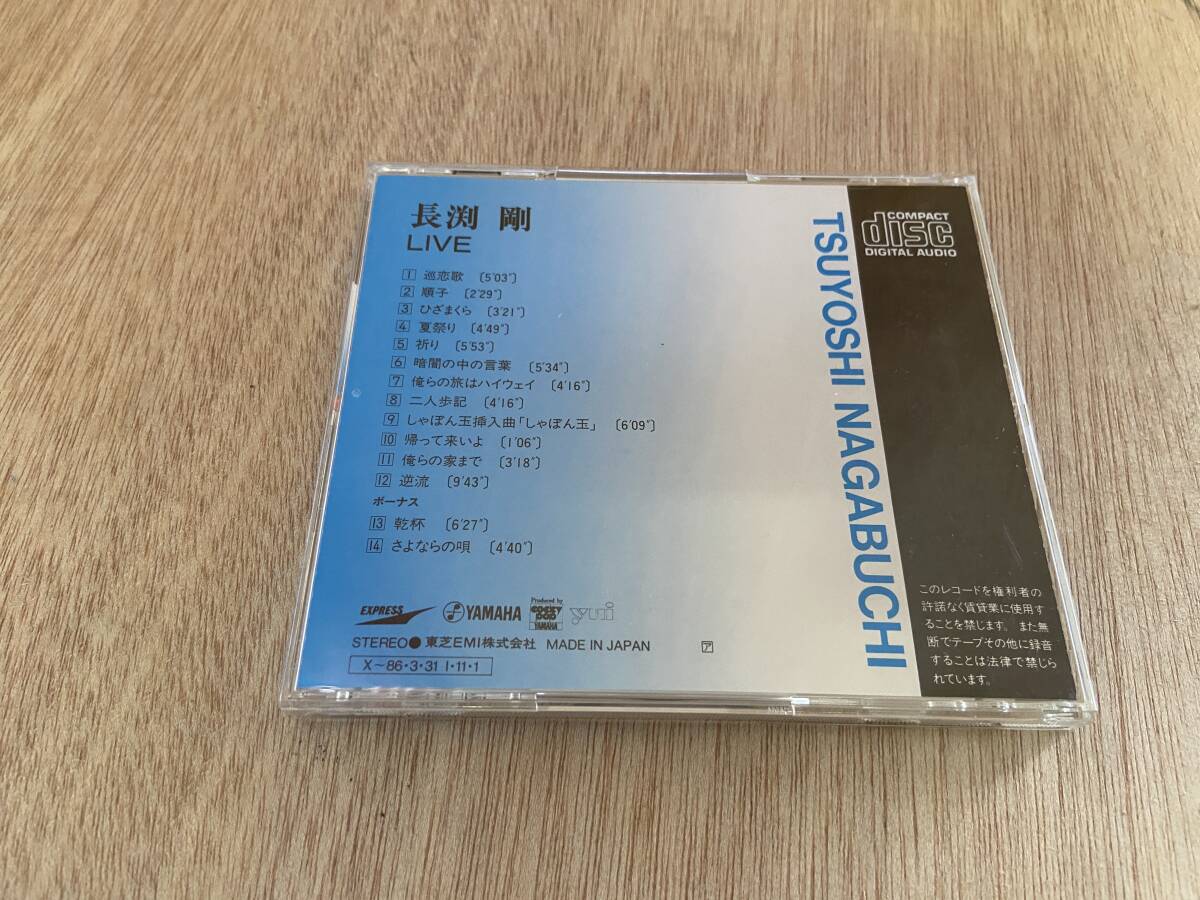 長渕 剛
LIVE
1 巡恋歌 〔5′03″〕
2 順子 〔2′29″〕
3 ひざまくら 〔3′21″〕
4 夏祭り 〔4′49″〕
5 祈り 〔5′53″〕
6 暗闇の中の言葉 〔5′34″〕
7 俺らの旅はハイウェイ 〔4′16″〕
8 二人歩記 〔4′16″〕
9 しゃぼん玉挿入曲「しゃぼん玉」 〔6′09″〕
10 帰って来いよ 〔1′06″〕
11 俺らの家まで 〔3′18″〕
12 逆流 〔9′43″〕
ボーナス
13 乾杯 〔6′27″〕
14 さよならの唄 〔4′40″〕
EXPRESS YAMAHA
Produced by
COCKY POP
YAMAHA
yui
STEREO● 東芝EMI株式会社 MADE IN JAPAN ア
X〜86・3・31 I・11・1
TSUYOSHI NAGABUCHI
COMPACT
disc
DIGITAL AUDIO
このレコードを権利者の
許諾なく賃貸業に使用す
ることを禁じます。また無
断でテープその他に録音
することは法律で禁じら
れています。